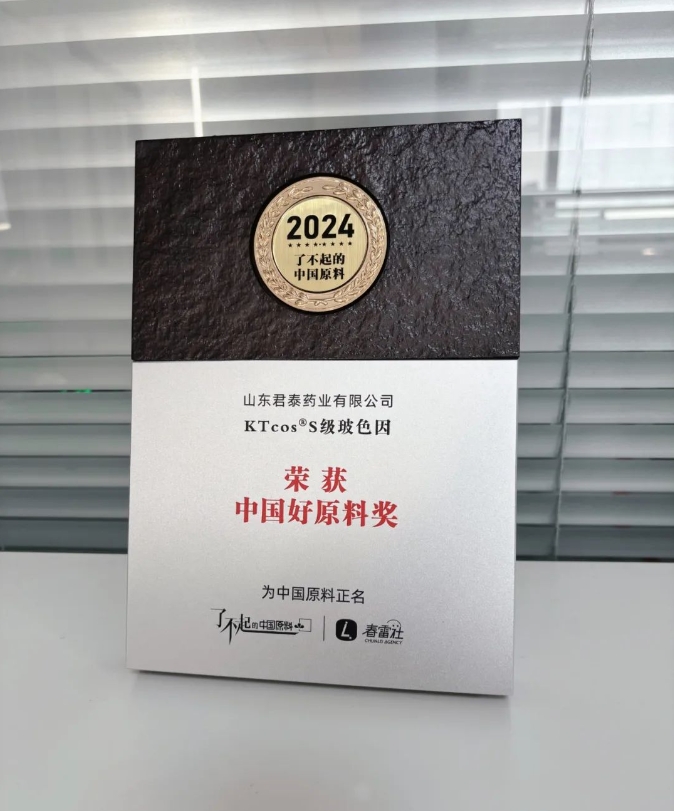 2024
了不起的
中国原料
山东君泰药业有限公司
KTcos®S级玻色因
荣获
中国好原料奖
为中国原料正名
了不起的中国原料
春雷社
CHUNLEI AGENCY